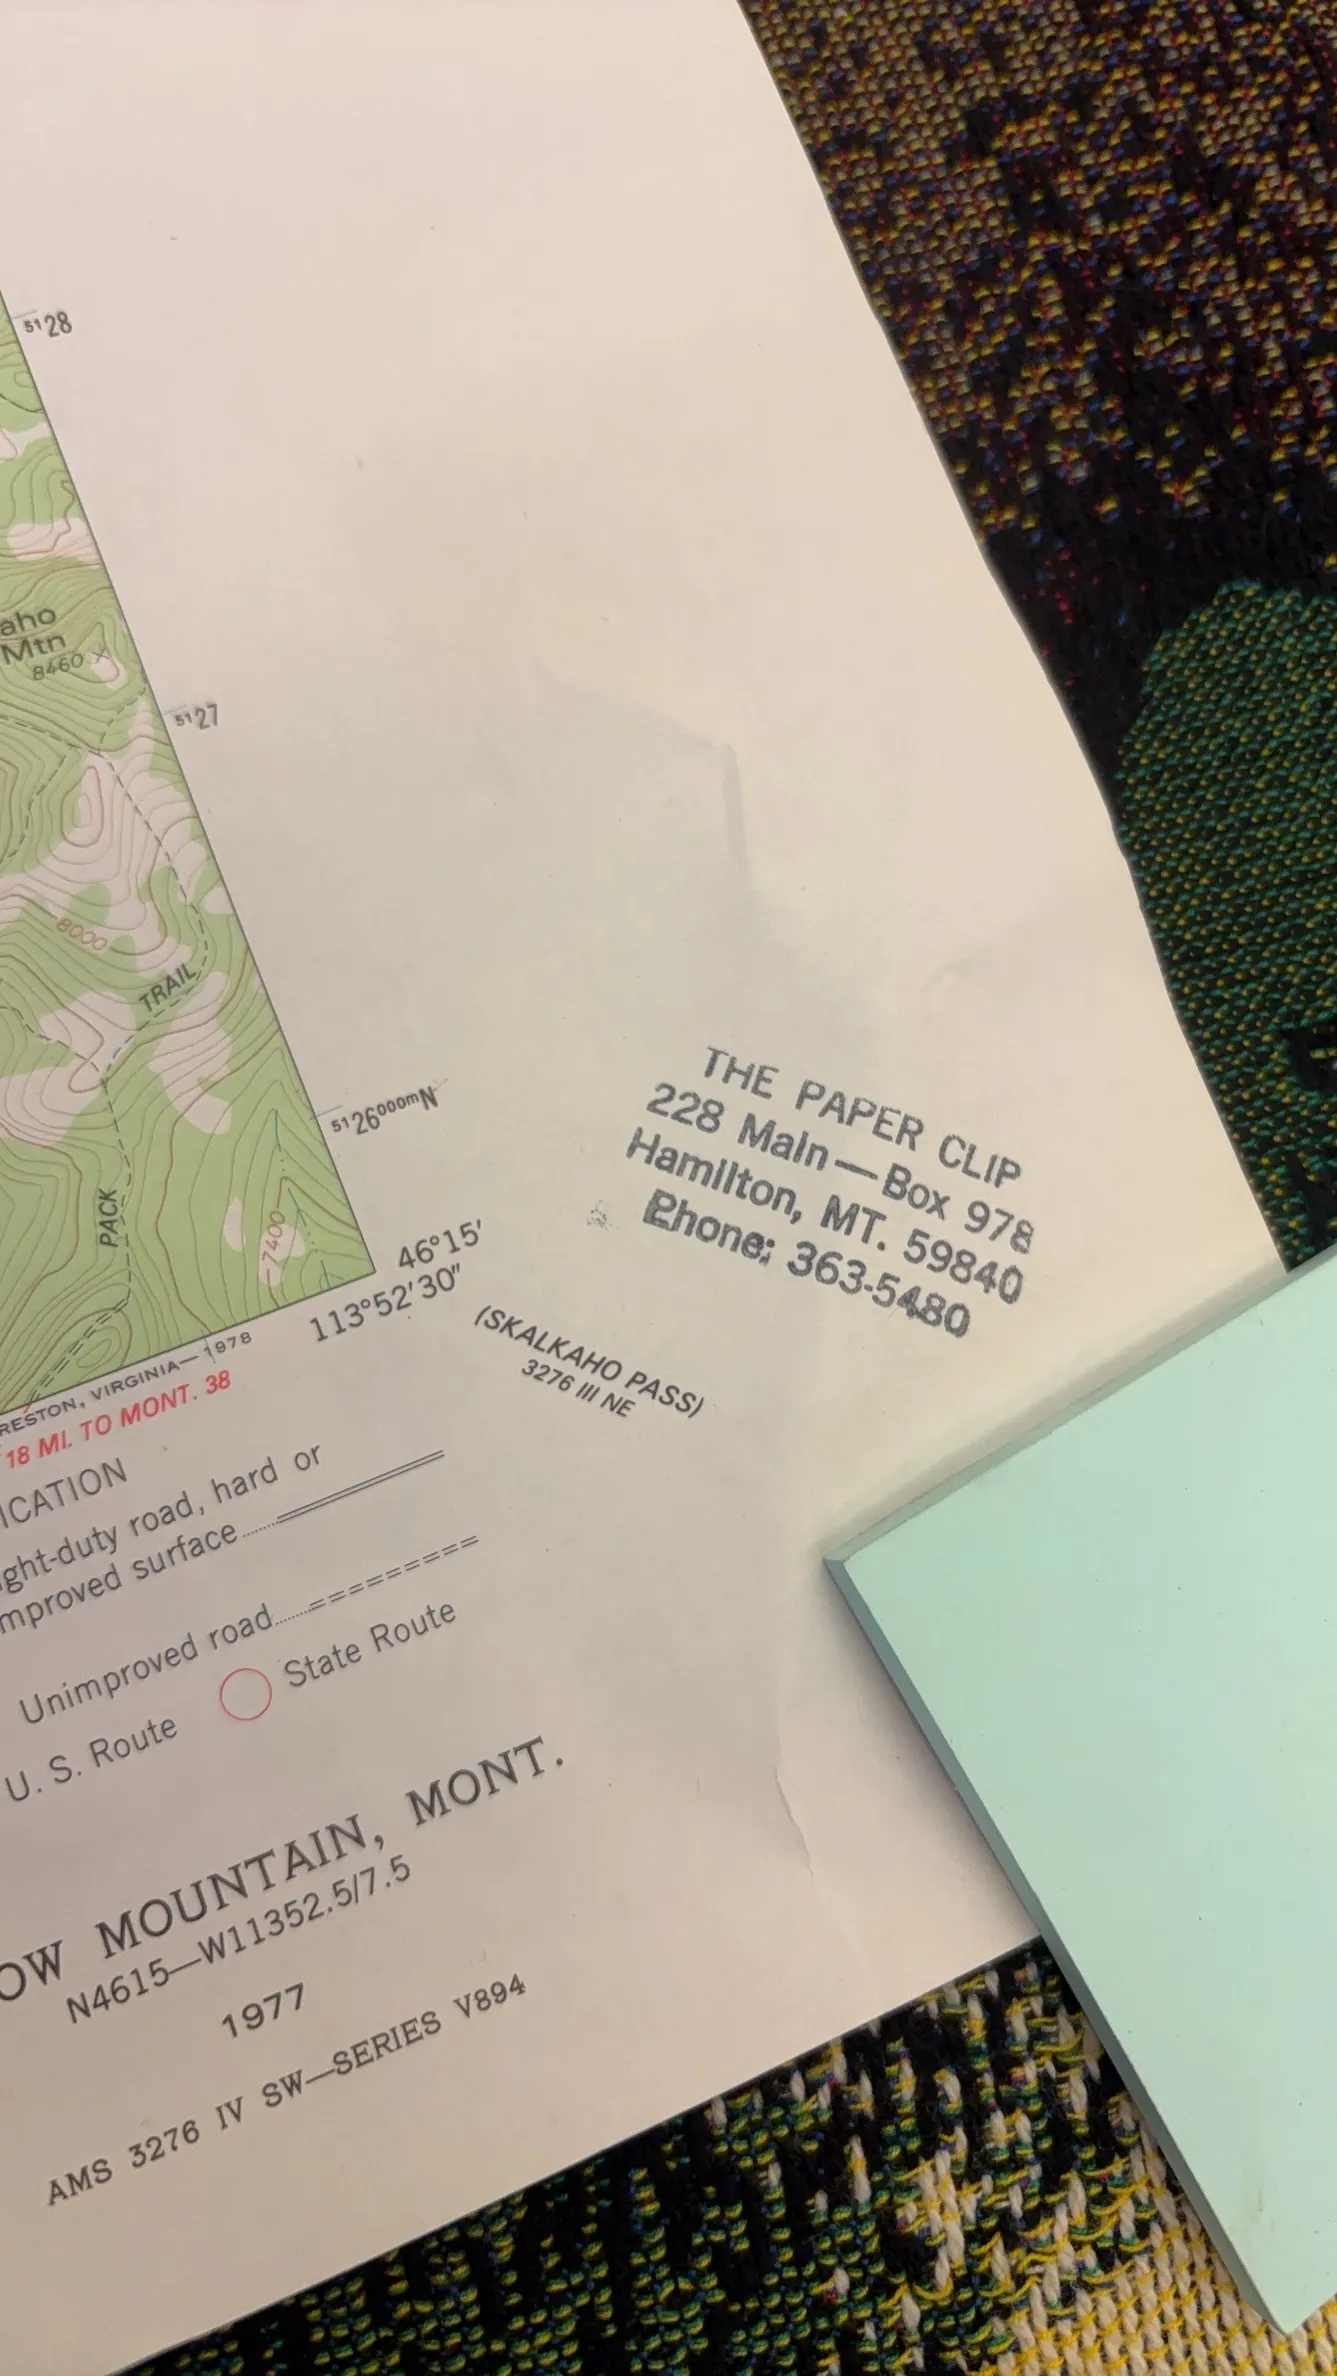 5128
aho
Mtn
8460
5127
8000
TRAIL
5126000mN
PACK
7400
46°15'
113°52'30"
THE PAPER CLIP
228 Main—Box 978
Hamilton, MT. 59840
Phone: 363-5480
(SKALKAHO PASS)
3276 III NE
RESTON, VIRGINIA—1978
18 MI. TO MONT. 38
ICATION
ght-duty road, hard or
mproved surface
Unimproved road
U. S. Route
State Route
OW MOUNTAIN, MONT.
N4615—W11352.5/7.5
1977
AMS 3276 IV SW—SERIES V894